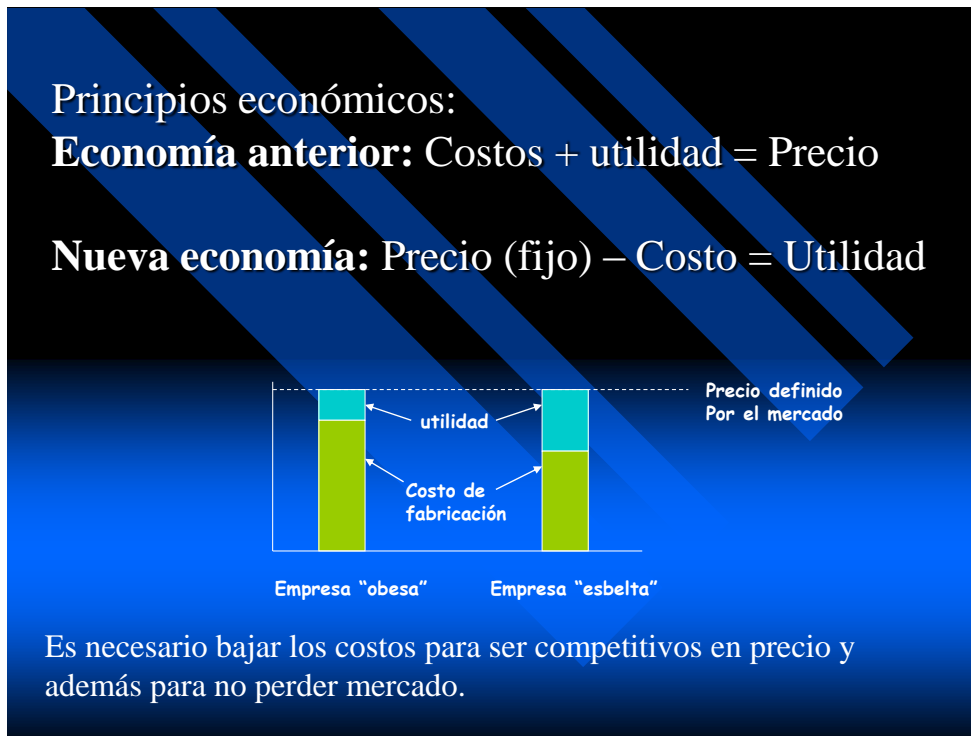 Principios económicos:
Economía anterior: Costos + utilidad = Precio
Nueva economía: Precio (fijo) – Costo = Utilidad
Precio definido
Por el mercado
utilidad
Costo de
fabricación
Empresa “obesa”
Empresa “esbelta”
Es necesario bajar los costos para ser competitivos en precio y
además para no perder mercado.